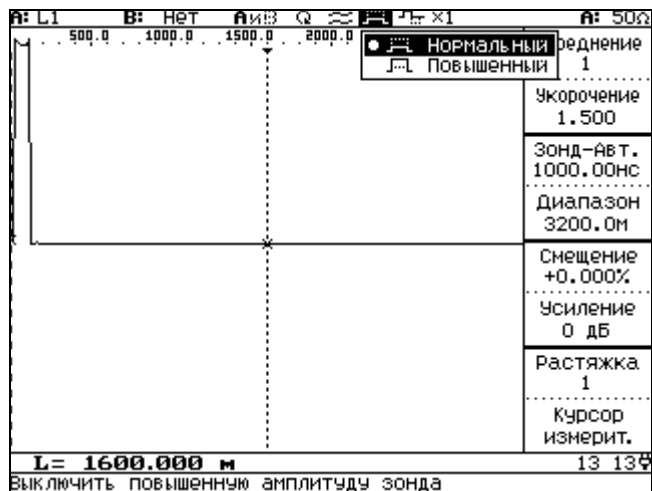 A: L1 B: Нет АиВ Q ×1 A: 50Ω
500.0 1000.0 1500.0 2000.0
Нормальный
Повышенный
1
Укорочение
1.500
Зонд-Авт.
1000.00нс
Диапазон
3200.0м
Смещение
+0.000%
Усиление
0 дБ
Растяжка
1
Курсор
измерит.
L= 1600.000 м
13 13
Выключить повышенную амплитуду зонда